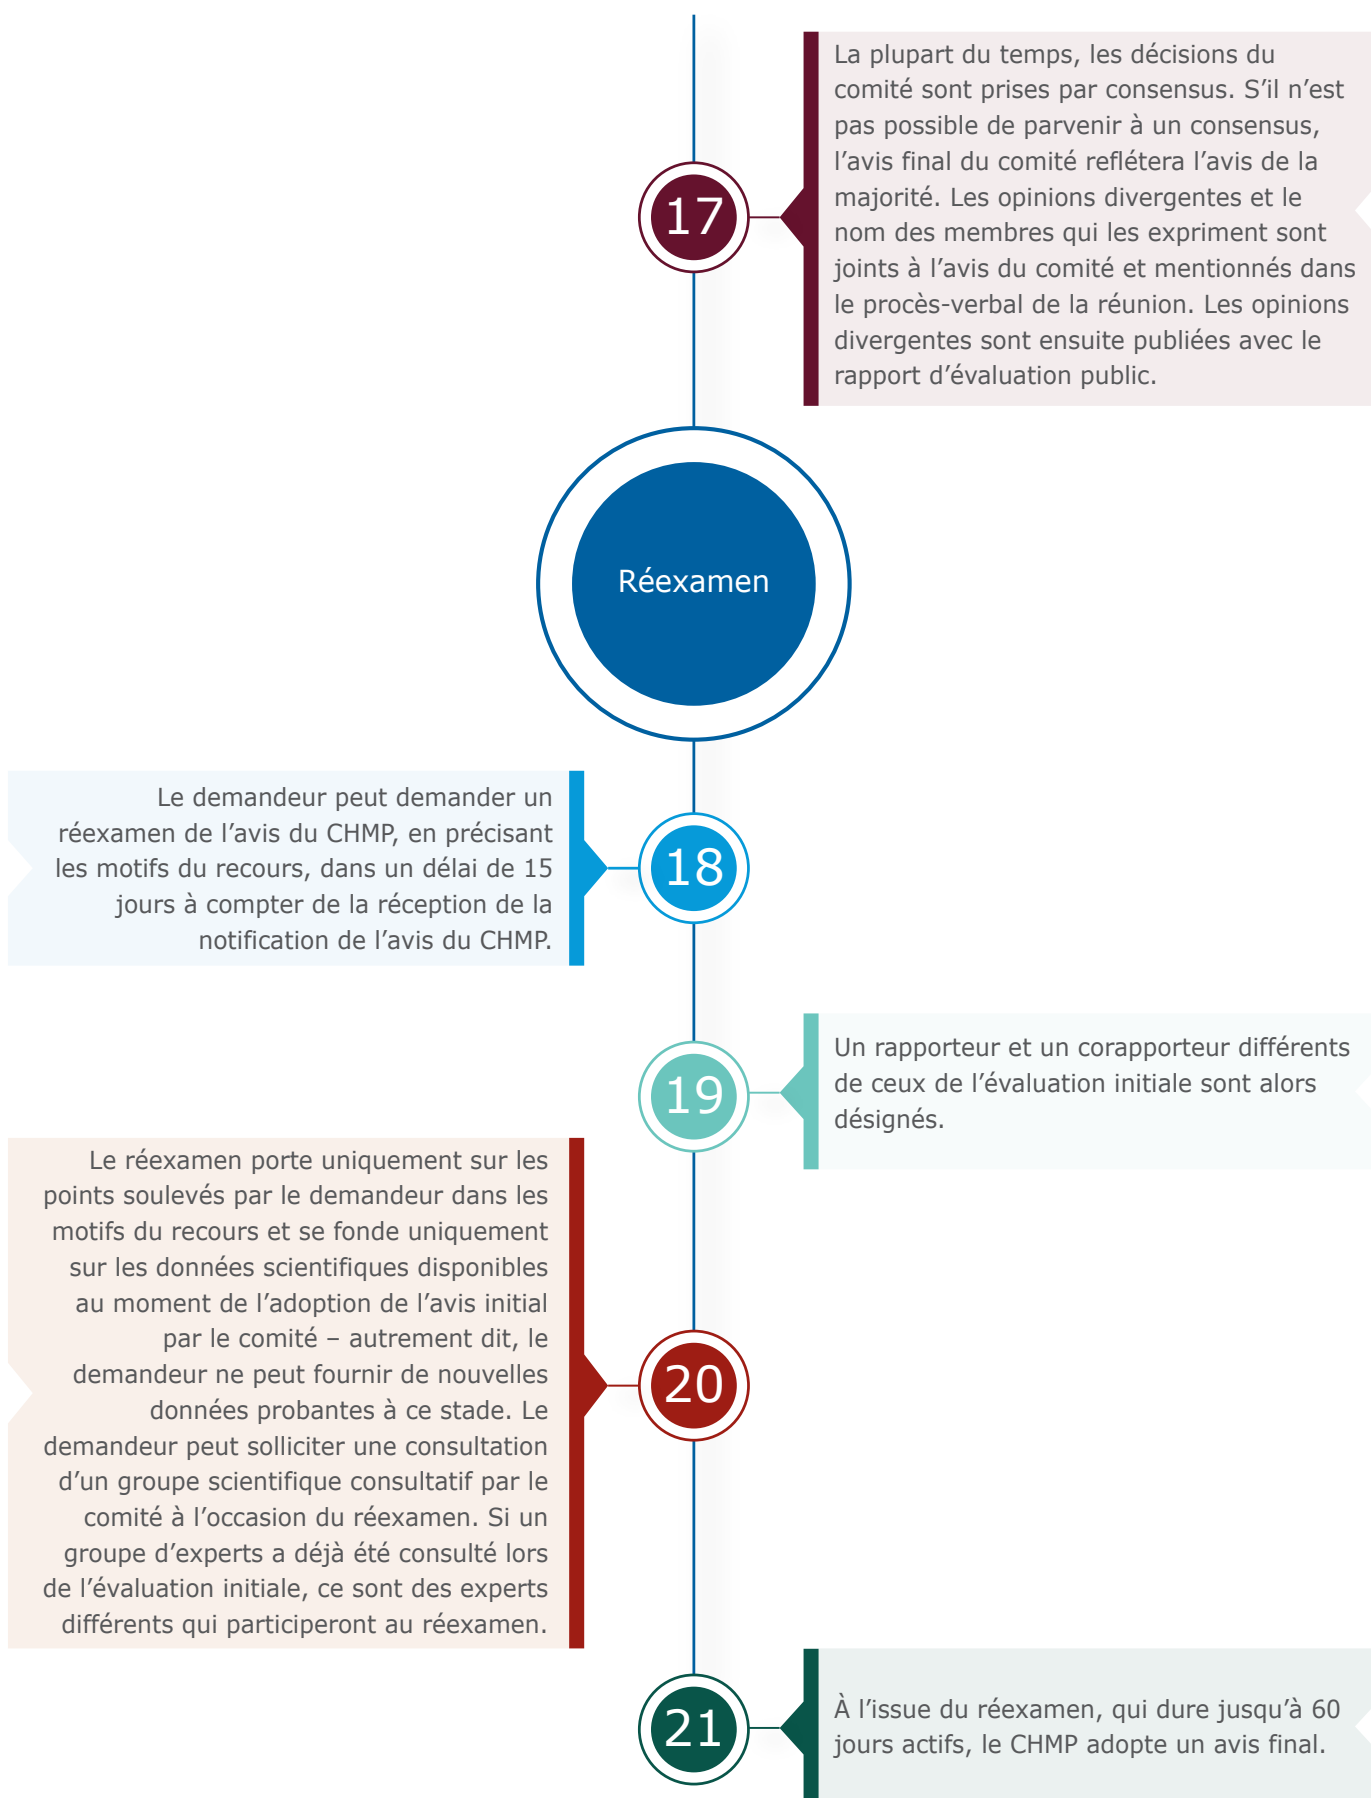 La plupart du temps, les décisions du
comité sont prises par consensus. S’il n’est
pas possible de parvenir à un consensus,
l’avis final du comité reflétera l’avis de la
majorité. Les opinions divergentes et le
nom des membres qui les expriment sont
joints à l’avis du comité et mentionnés dans
le procès-verbal de la réunion. Les opinions
divergentes sont ensuite publiées avec le
rapport d’évaluation public.
17
Réexamen
Le demandeur peut demander un
réexamen de l’avis du CHMP, en précisant
les motifs du recours, dans un délai de 15
jours à compter de la réception de la
notification de l’avis du CHMP.
18
19
Un rapporteur et un corapporteur différents
de ceux de l’évaluation initiale sont alors
désignés.
Le réexamen porte uniquement sur les
points soulevés par le demandeur dans les
motifs du recours et se fonde uniquement
sur les données scientifiques disponibles
au moment de l’adoption de l’avis initial
par le comité – autrement dit, le
demandeur ne peut fournir de nouvelles
données probantes à ce stade. Le
demandeur peut solliciter une consultation
d’un groupe scientifique consultatif par le
comité à l’occasion du réexamen. Si un
groupe d’experts a déjà été consulté lors
de l’évaluation initiale, ce sont des experts
différents qui participeront au réexamen.
20
21
À l’issue du réexamen, qui dure jusqu’à 60
jours actifs, le CHMP adopte un avis final.